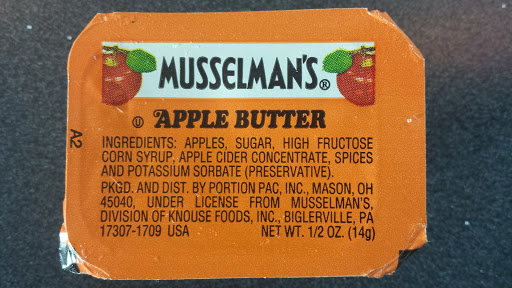 MUSSELMAN'S®
Ⓤ APPLE BUTTER
A2
INGREDIENTS: APPLES, SUGAR, HIGH FRUCTOSE
CORN SYRUP, APPLE CIDER CONCENTRATE, SPICES
AND POTASSIUM SORBATE (PRESERVATIVE).
PKGD. AND DIST. BY PORTION PAC, INC., MASON, OH
45040, UNDER LICENSE FROM MUSSELMAN'S,
DIVISION OF KNOUSE FOODS, INC., BIGLERVILLE, PA
17307-1709 USA NET WT. 1/2 OZ. (14g)